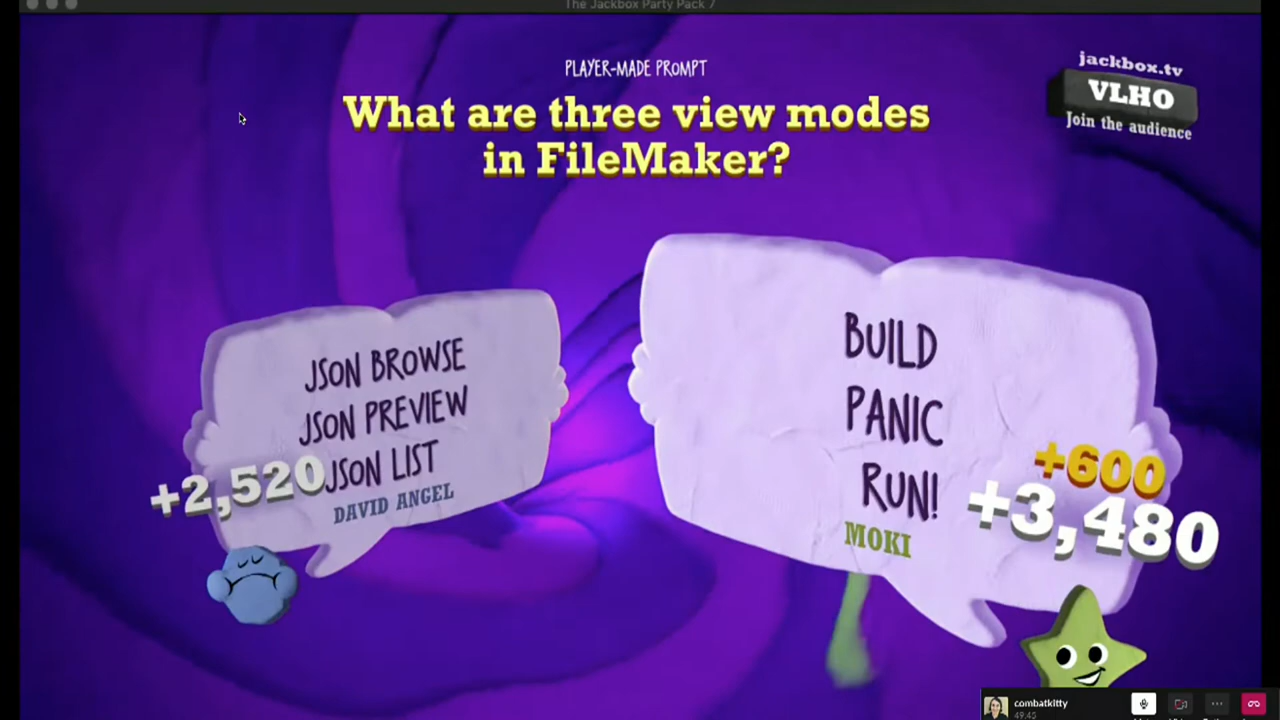 The Jackbox Party Pack 7
PLAYER-MADE PROMPT
What are three view modes
in FileMaker?
jackbox.tv
VLHO
Join the audience
JSON BROWSE
JSON PREVIEW
JSON LIST
DAVID ANGEL
+2,520
BUILD
PANIC
RUN!
MOKI
+600
+3,480
combatkitty
49:45